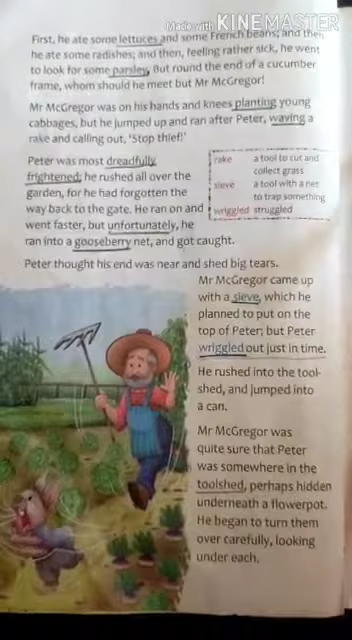 Made with KINEMASTER
First, he ate some lettuces and some French beans; and then
he ate some radishes; and then, feeling rather sick, he went
to look for some parsley. But round the end of a cucumber
frame, whom should he meet but Mr McGregor!
Mr McGregor was on his hands and knees planting young
cabbages, but he jumped up and ran after Peter, waving a
rake and calling out, 'Stop thief!'
Peter was most dreadfully
frightened; he rushed all over the
garden, for he had forgotten the
way back to the gate. He ran on and
went faster, but unfortunately, he
ran into a gooseberry net, and got caught.
rake a tool to cut and
collect grass
sieve a tool with a net
to trap something
wriggled struggled
Peter thought his end was near and shed big tears.
Mr McGregor came up
with a sieve, which he
planned to put on the
top of Peter; but Peter
wriggled out just in time.
He rushed into the tool-
shed, and jumped into
a can.
Mr McGregor was
quite sure that Peter
was somewhere in the
toolshed, perhaps hidden
underneath a flowerpot.
He began to turn them
over carefully, looking
under each.